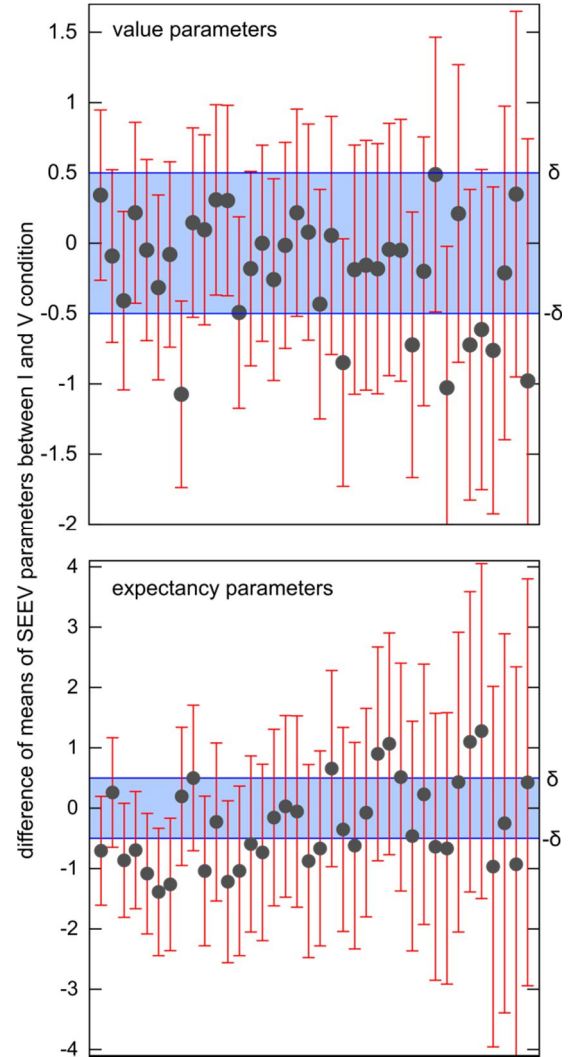 difference of means of SEEV parameters between I and V condition
value parameters
1.5
1
0.5
0
-0.5
-1
-1.5
-2
δ
-δ
expectancy parameters
4
3
2
1
0
-1
-2
-3
-4
δ
-δ